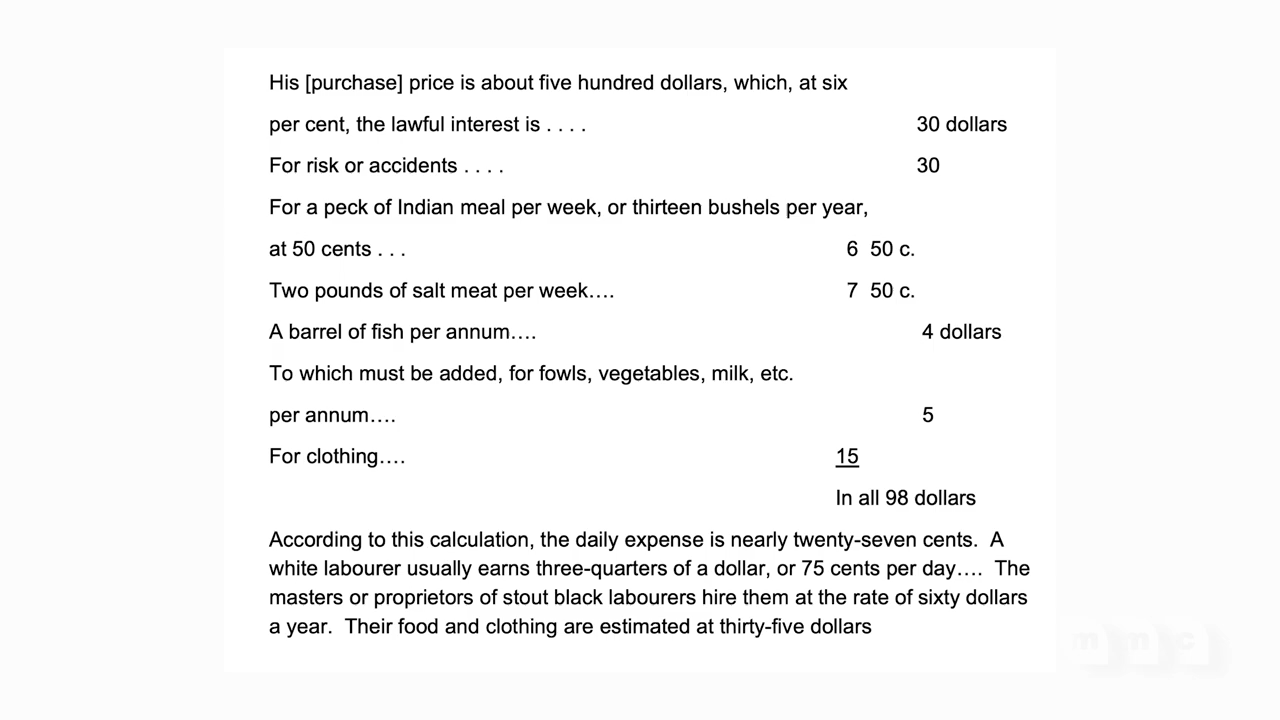 His [purchase] price is about five hundred dollars, which, at six
per cent, the lawful interest is . . . . 30 dollars
For risk or accidents . . . . 30
For a peck of Indian meal per week, or thirteen bushels per year,
at 50 cents . . . 6 50 c.
Two pounds of salt meat per week…. 7 50 c.
A barrel of fish per annum…. 4 dollars
To which must be added, for fowls, vegetables, milk, etc.
per annum…. 5
For clothing…. 15
In all 98 dollars
According to this calculation, the daily expense is nearly twenty-seven cents. A
white labourer usually earns three-quarters of a dollar, or 75 cents per day…. The
masters or proprietors of stout black labourers hire them at the rate of sixty dollars
a year. Their food and clothing are estimated at thirty-five dollars
m n c